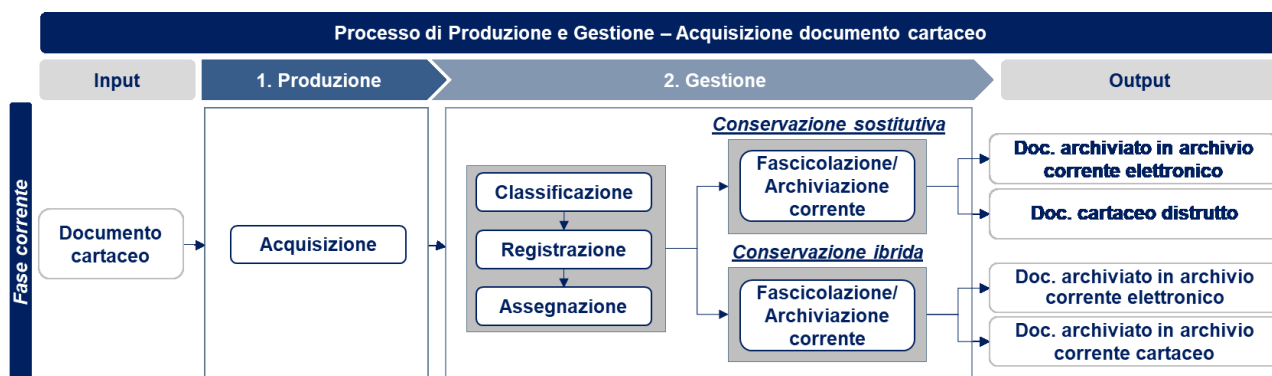 Processo di Produzione e Gestione – Acquisizione documento cartaceo
Input
1. Produzione
2. Gestione
Output
Fase corrente
Documento
cartaceo
Acquisizione
Classificazione
Registrazione
Assegnazione
Conservazione sostitutiva
Fascicolazione/
Archiviazione
corrente
Conservazione ibrida
Fascicolazione/
Archiviazione
corrente
Doc. archiviato in archivio
corrente elettronico
Doc. cartaceo distrutto
Doc. archiviato in archivio
corrente elettronico
Doc. archiviato in archivio
corrente cartaceo